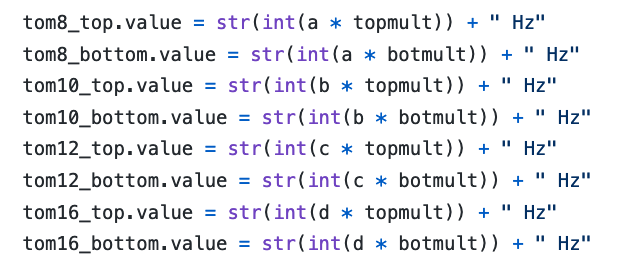 tom8_top.value = str(int(a * topmult)) + " Hz"
tom8_bottom.value = str(int(a * botmult)) + " Hz"
tom10_top.value = str(int(b * topmult)) + " Hz"
tom10_bottom.value = str(int(b * botmult)) + " Hz"
tom12_top.value = str(int(c * topmult)) + " Hz"
tom12_bottom.value = str(int(c * botmult)) + " Hz"
tom16_top.value = str(int(d * topmult)) + " Hz"
tom16_bottom.value = str(int(d * botmult)) + " Hz"